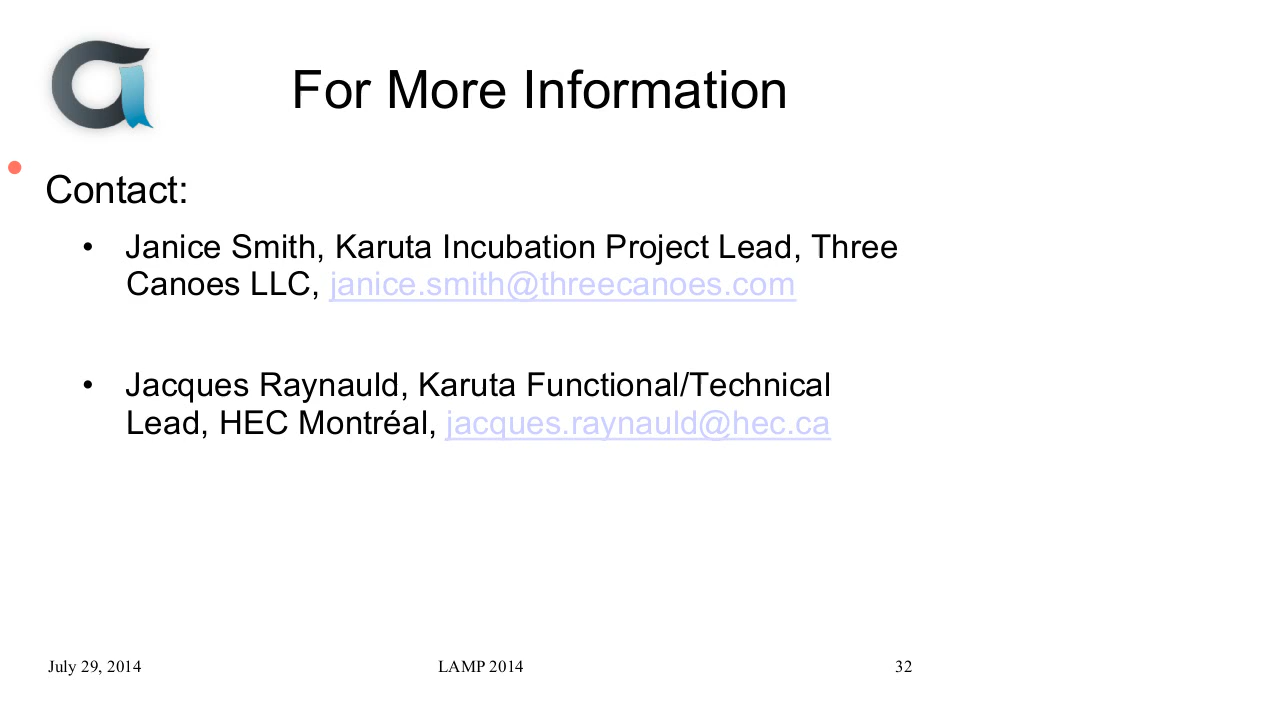 For More Information
• Contact:
• Janice Smith, Karuta Incubation Project Lead, Three
Canoes LLC, janice.smith@threecanoes.com
• Jacques Raynauld, Karuta Functional/Technical
Lead, HEC Montréal, jacques.raynauld@hec.ca
July 29, 2014
LAMP 2014
32